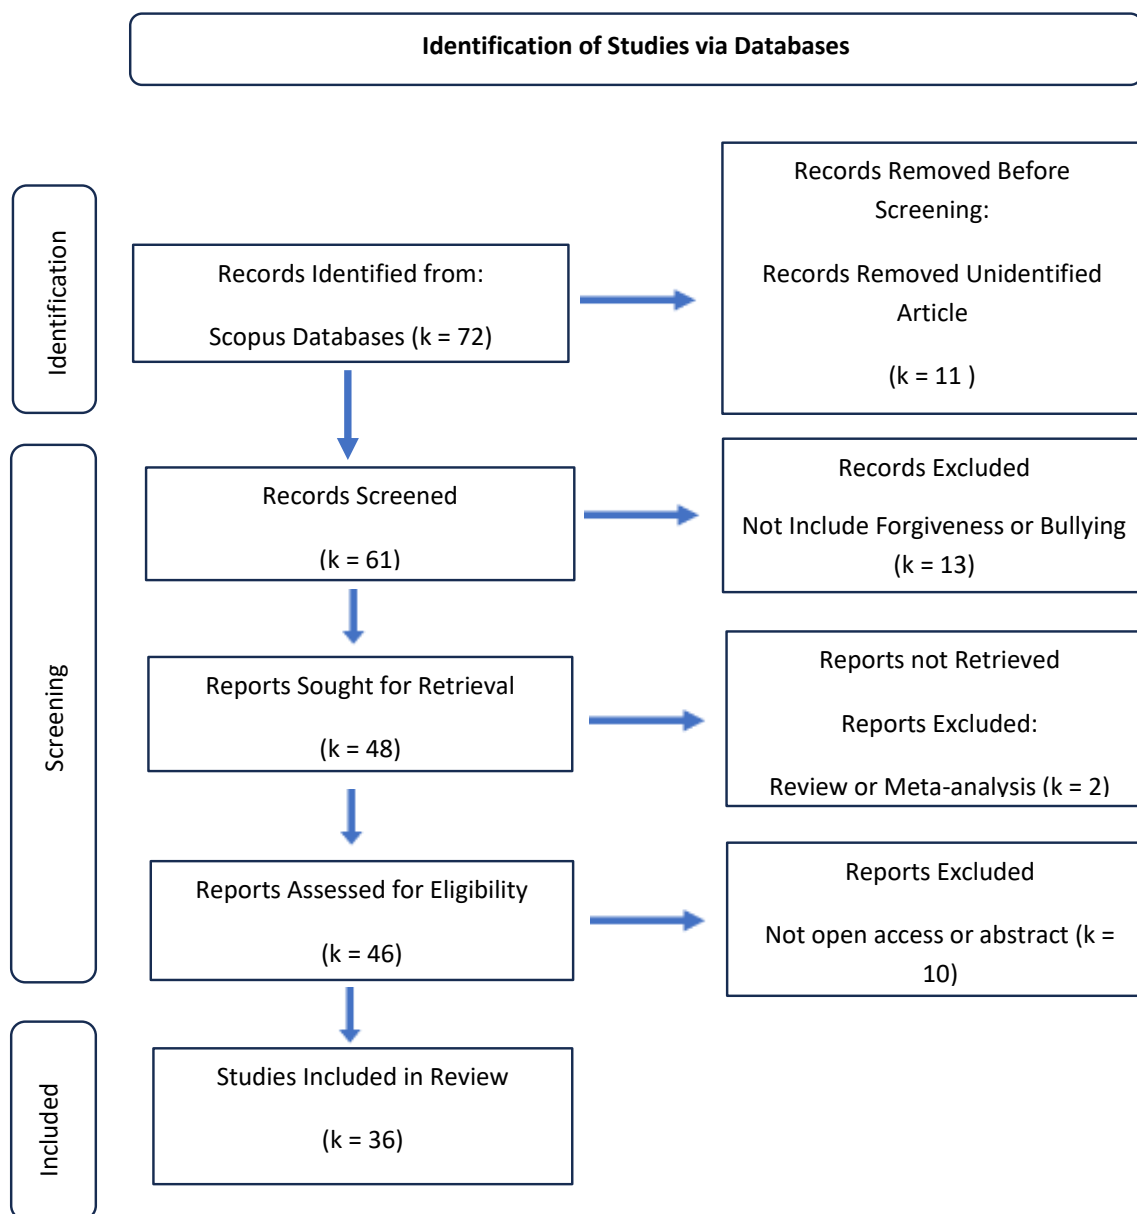 Identification of Studies via Databases
Identification
Records Identified from:
Scopus Databases (k = 72)
Records Removed Before
Screening:
Records Removed Unidentified
Article
(k = 11 )
Screening
Records Screened
(k = 61)
Records Excluded
Not Include Forgiveness or Bullying
(k = 13)
Reports Sought for Retrieval
(k = 48)
Reports not Retrieved
Reports Excluded:
Review or Meta-analysis (k = 2)
Reports Assessed for Eligibility
(k = 46)
Reports Excluded
Not open access or abstract (k =
10)
Included
Studies Included in Review
(k = 36)